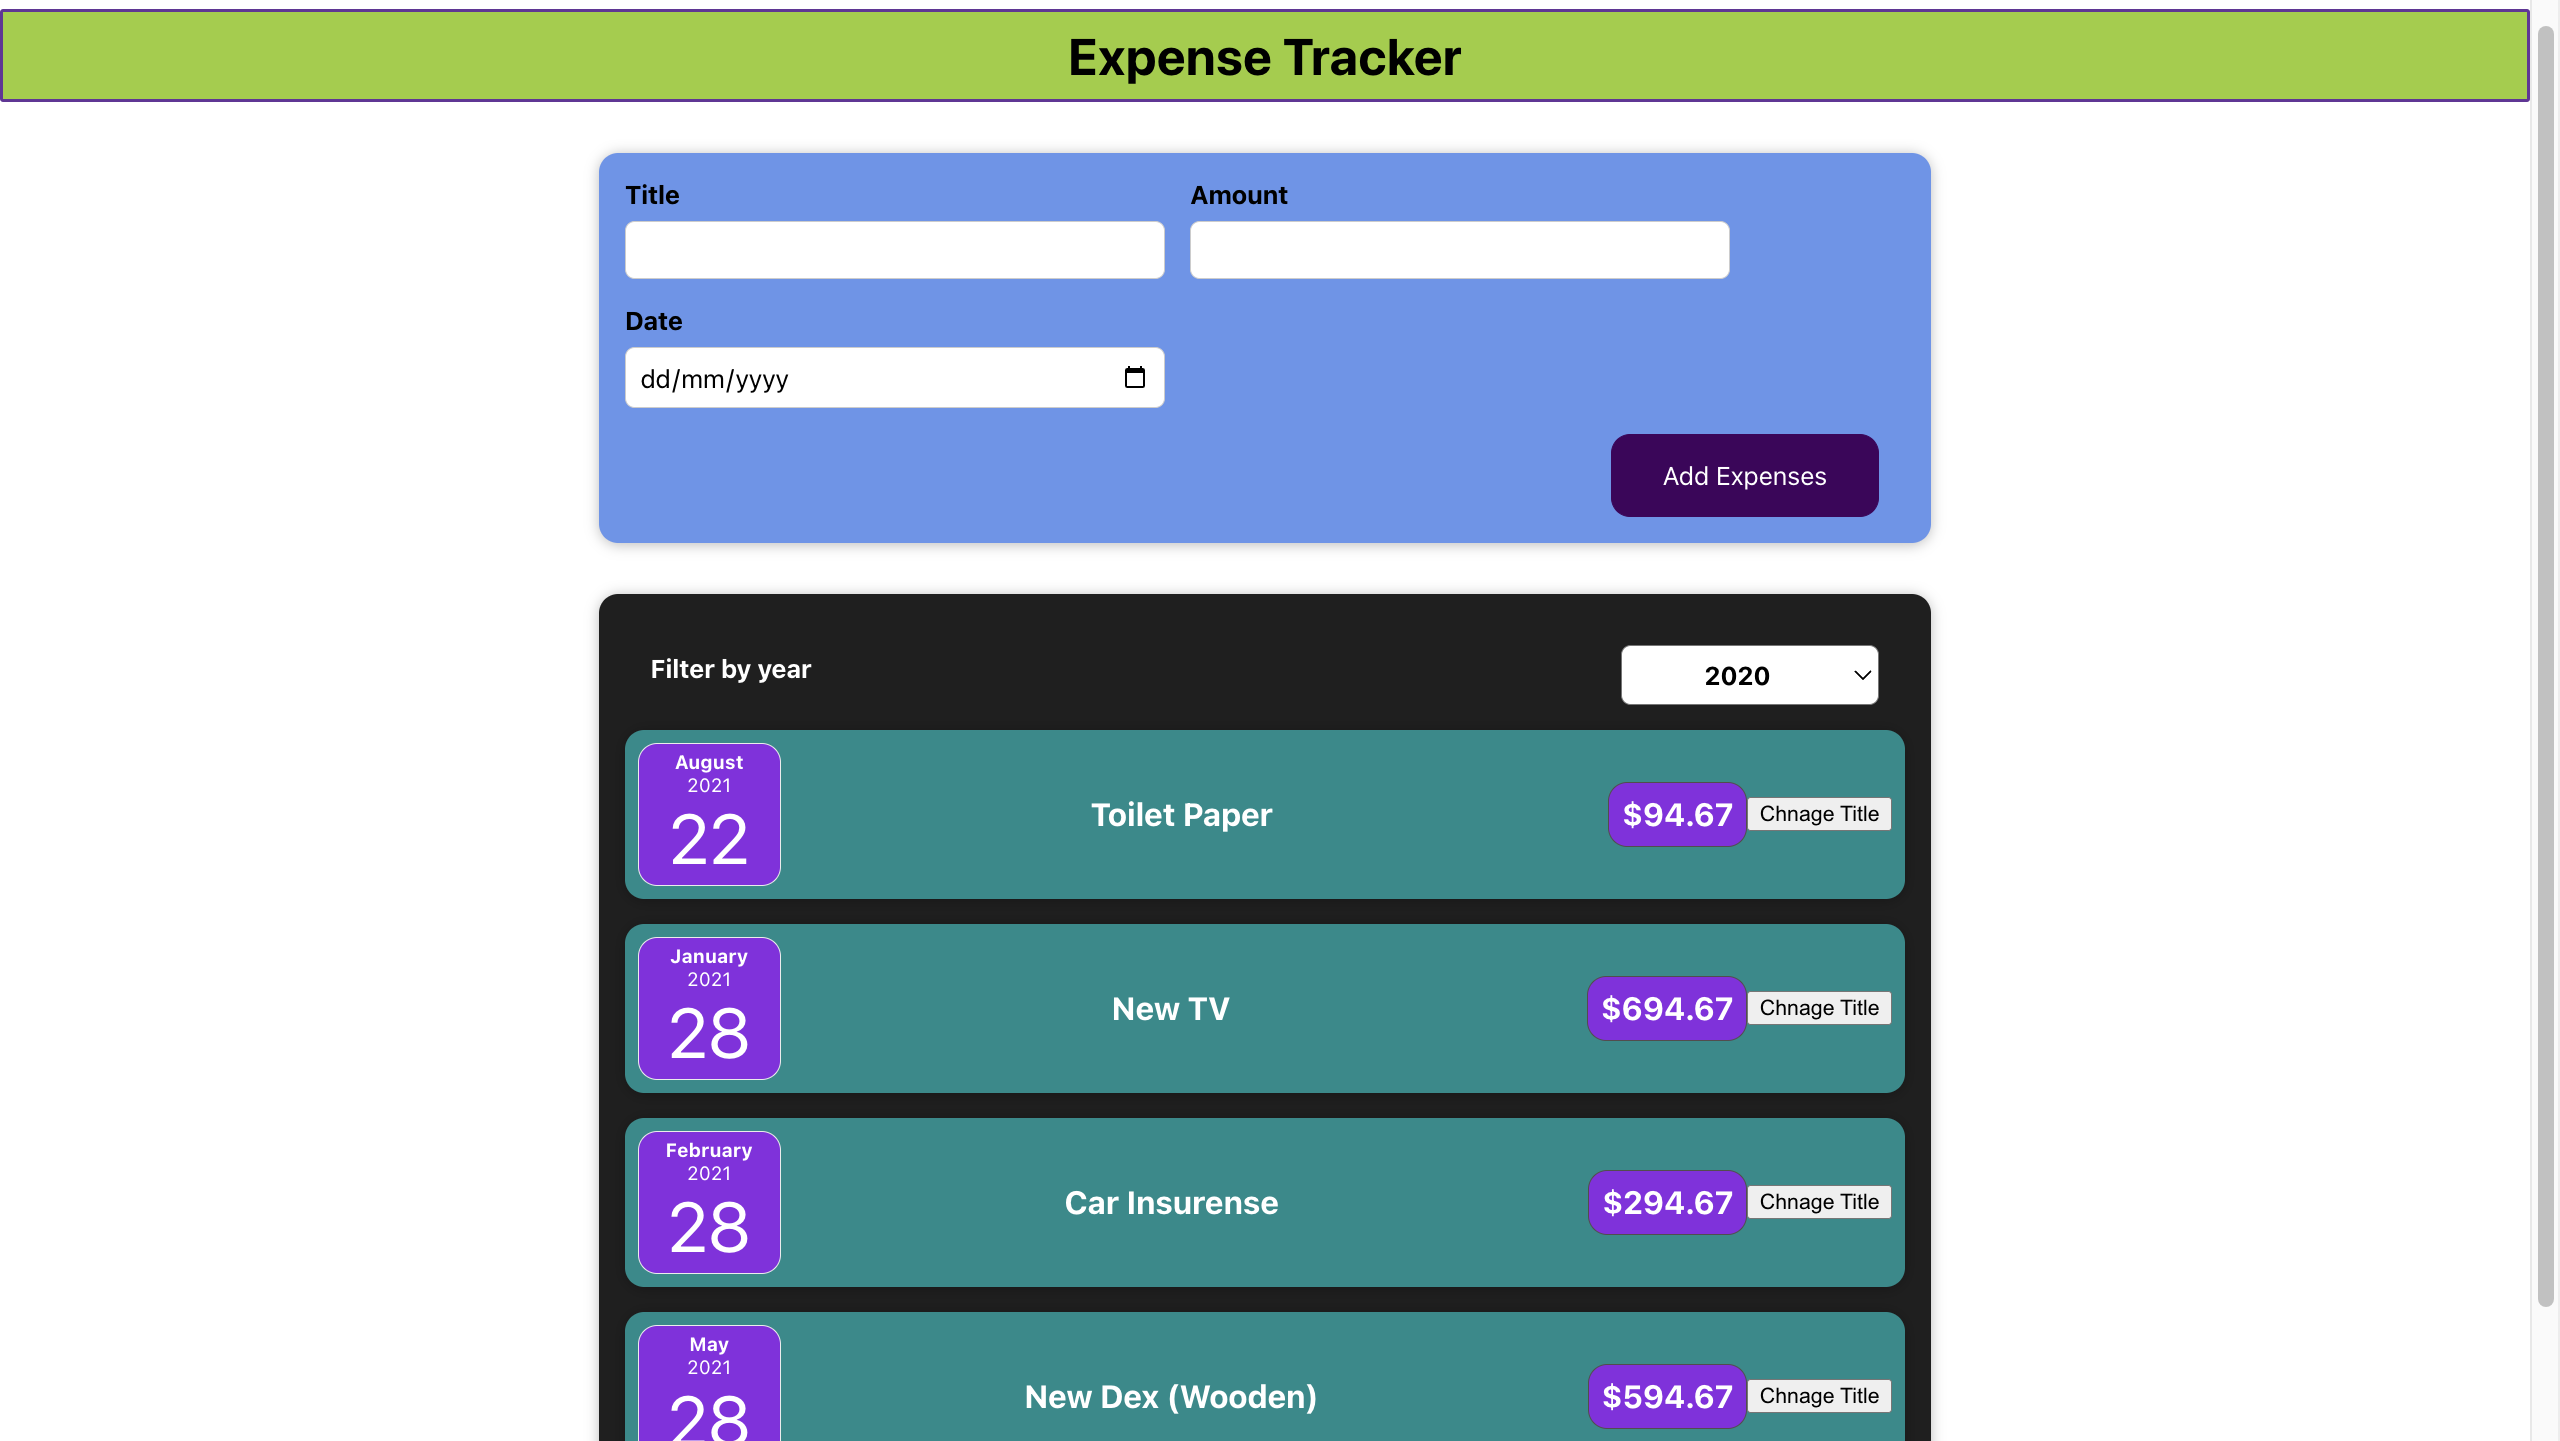 Expense Tracker
Title
Amount
Date
dd/mm/yyyy
Add Expenses
Filter by year
2020
August
2021
22
Toilet Paper
$94.67
Chnage Title
January
2021
28
New TV
$694.67
Chnage Title
February
2021
28
Car Insurense
$294.67
Chnage Title
May
2021
28
New Dex (Wooden)
$594.67
Chnage Title